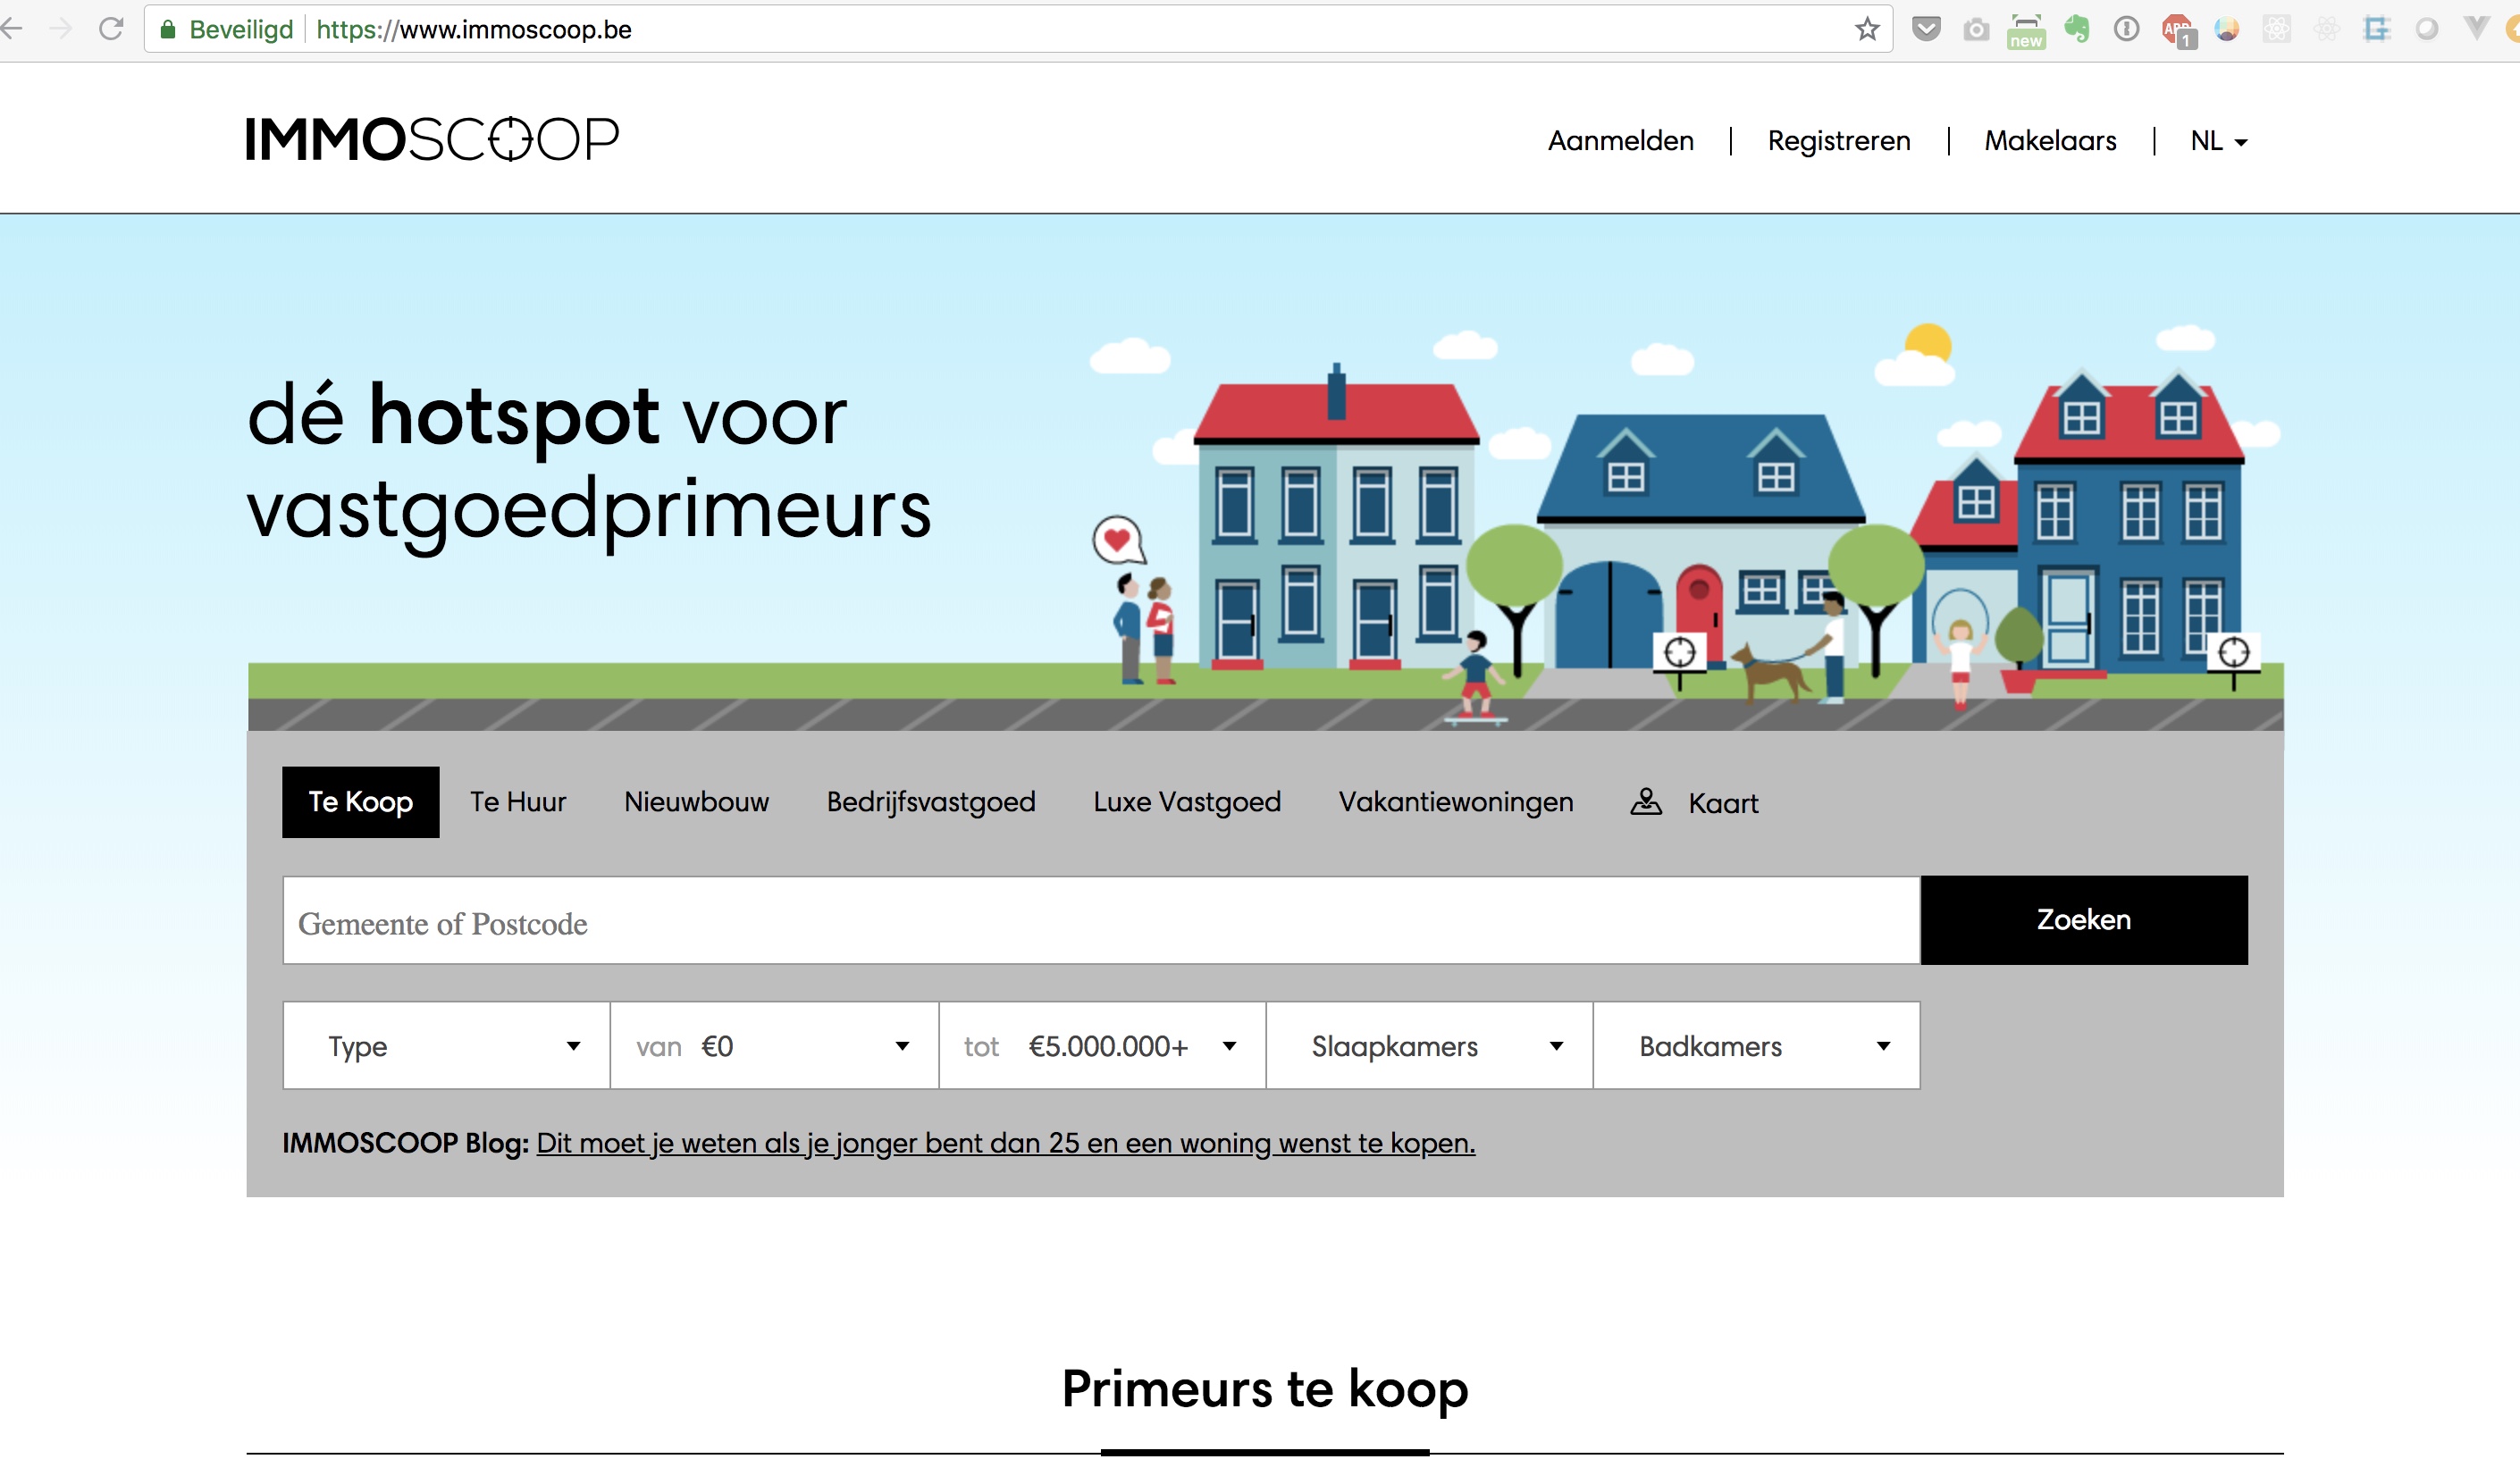 Beveiligd https://www.immoscoop.be
new
ABP 1
IMMOSCOOP
Aanmelden | Registreren | Makelaars | NL
dé hotspot voor
vastgoedprimeurs
Te Koop Te Huur Nieuwbouw Bedrijfsvastgoed Luxe Vastgoed Vakantiewoningen Kaart
Gemeente of Postcode Zoeken
Type van €0 tot €5.000.000+ Slaapkamers Badkamers
IMMOSCOOP Blog: Dit moet je weten als je jonger bent dan 25 en een woning wenst te kopen.
Primeurs te koop